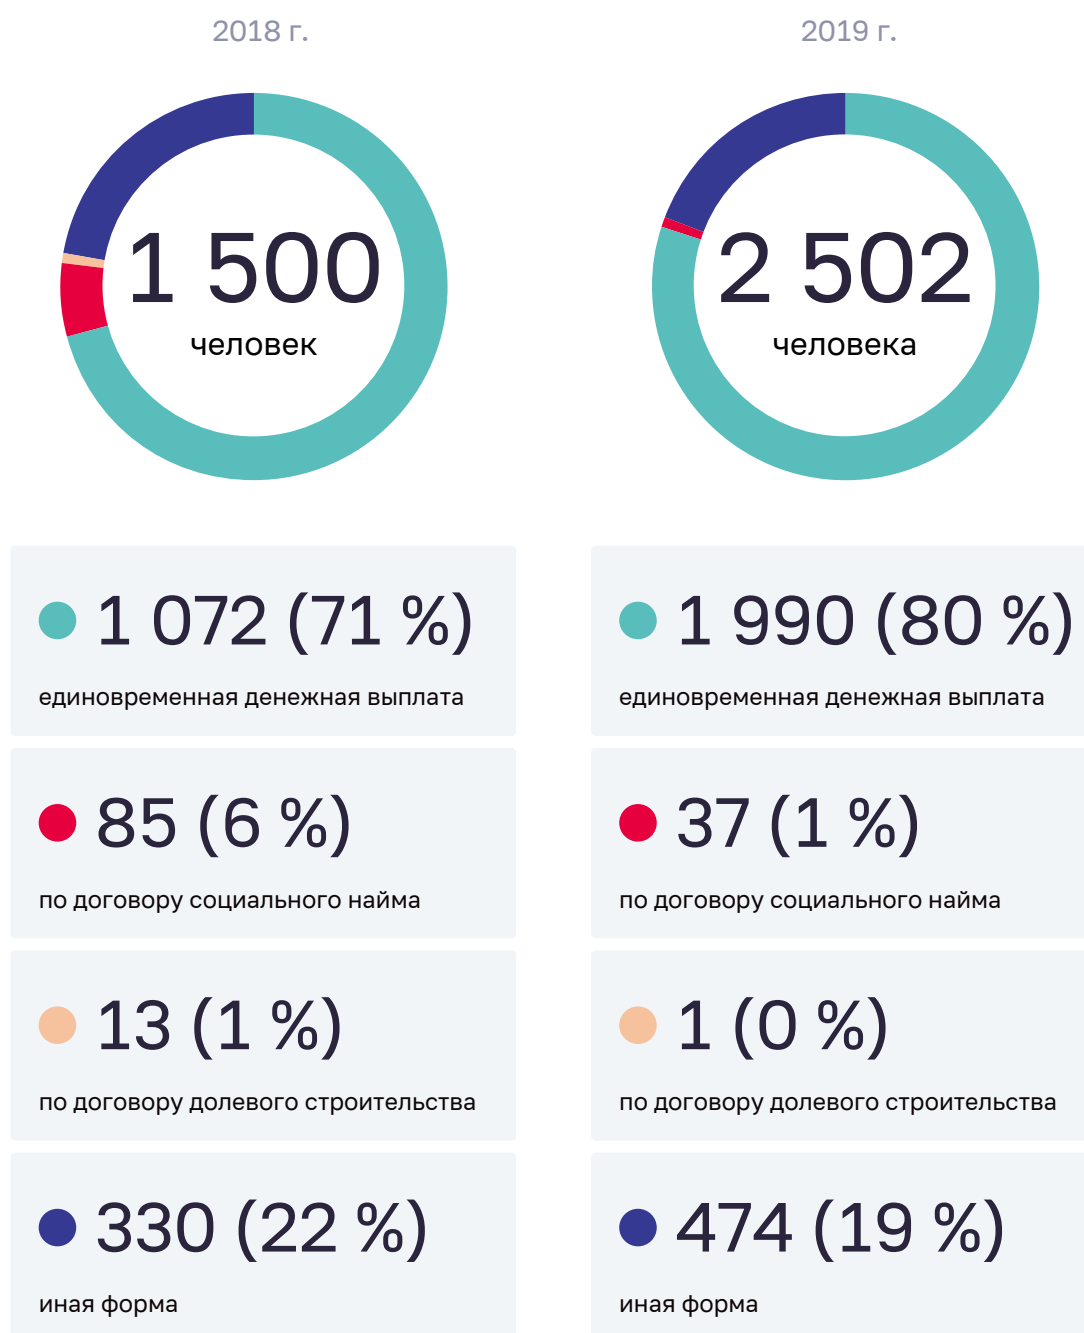 2018 г.
1 500
человек
1 072 (71 %)
единовременная денежная выплата
85 (6 %)
по договору социального найма
13 (1 %)
по договору долевого строительства
330 (22 %)
иная форма
2019 г.
2 502
человека
1 990 (80 %)
единовременная денежная выплата
37 (1 %)
по договору социального найма
1 (0 %)
по договору долевого строительства
474 (19 %)
иная форма